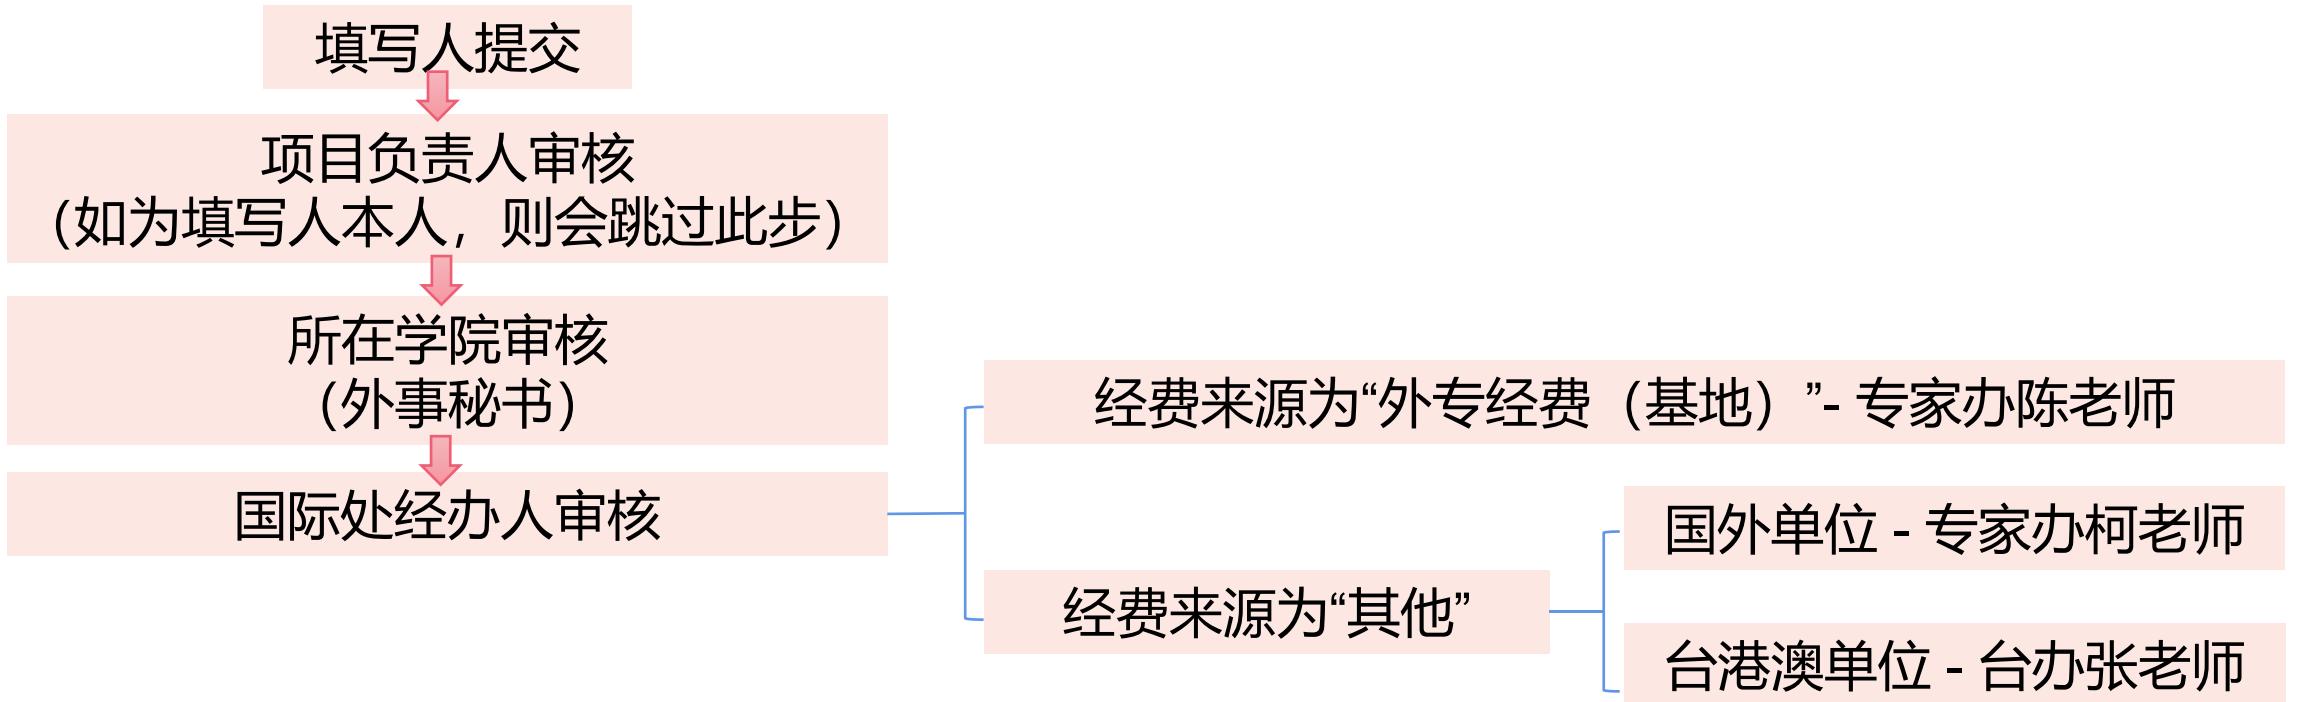 填写人提交
项目负责人审核
（如为填写人本人，则会跳过此步）
所在学院审核
（外事秘书）
国际处经办人审核
经费来源为“外专经费（基地）”- 专家办陈老师
经费来源为“其他”
国外单位 - 专家办柯老师
台港澳单位 - 台办张老师